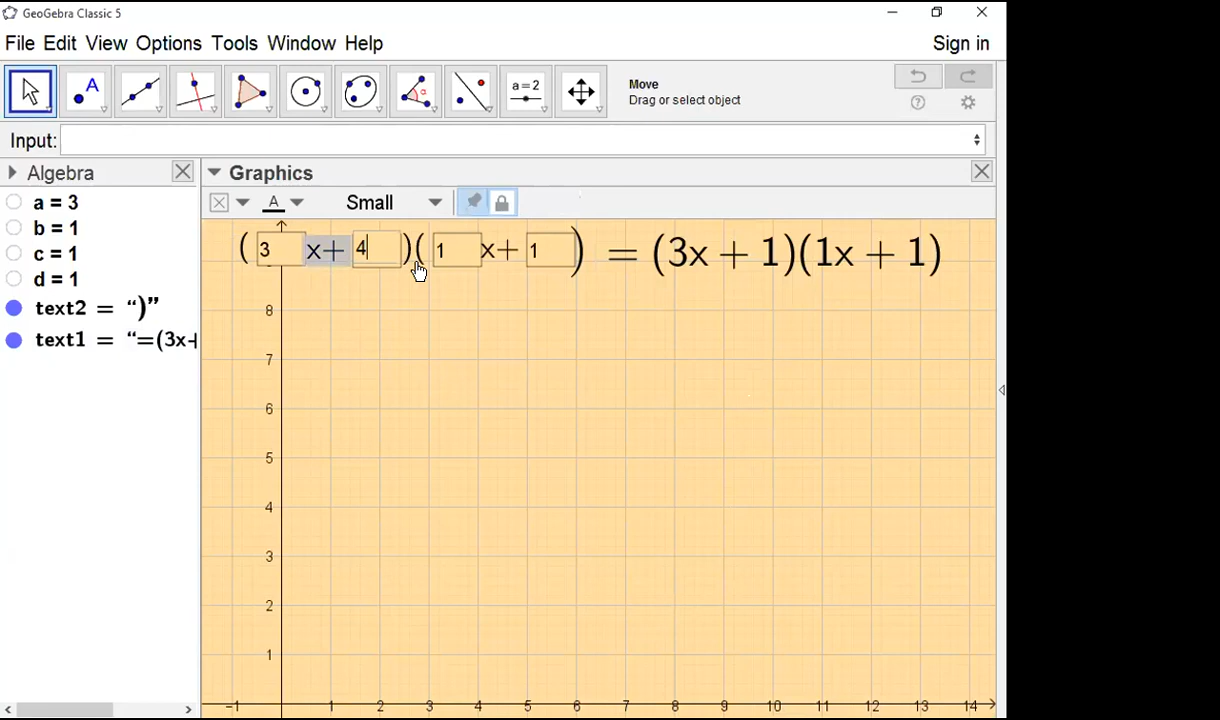 GeoGebra Classic 5
File Edit View Options Tools Window Help
Sign in
A
α
a=2
Move
Drag or select object
?
Input:
Algebra
Graphics
A
Small
a = 3
b = 1
c = 1
d = 1
text2 = “)”
text1 = “=(3x+
(3x+4)(1x+1) =(3x + 1)(1x + 1)
8
7
6
5
4
3
2
1
−1 1 2 3 4 5 6 7 8 9 10 11 12 13 14